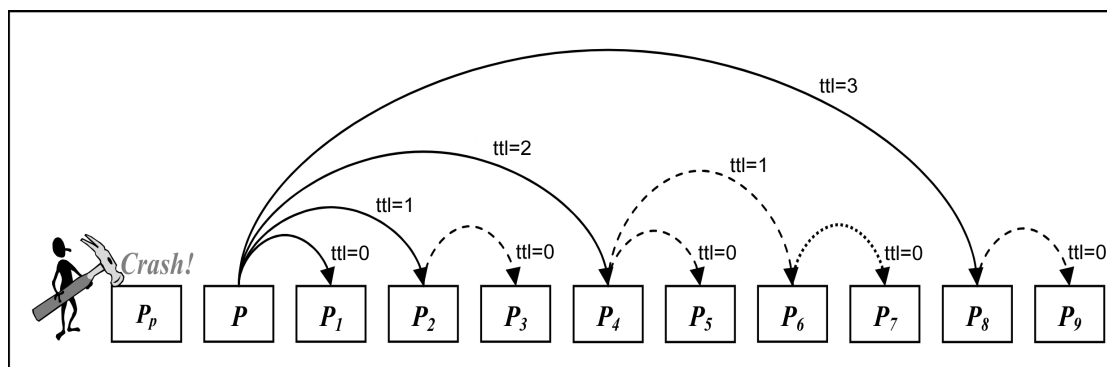 ttl=3
ttl=2
ttl=1
ttl=1
ttl=0
ttl=0
ttl=0
ttl=0
ttl=0
Crash!
Pp
P
P1
P2
P3
P4
P5
P6
P7
P8
P9